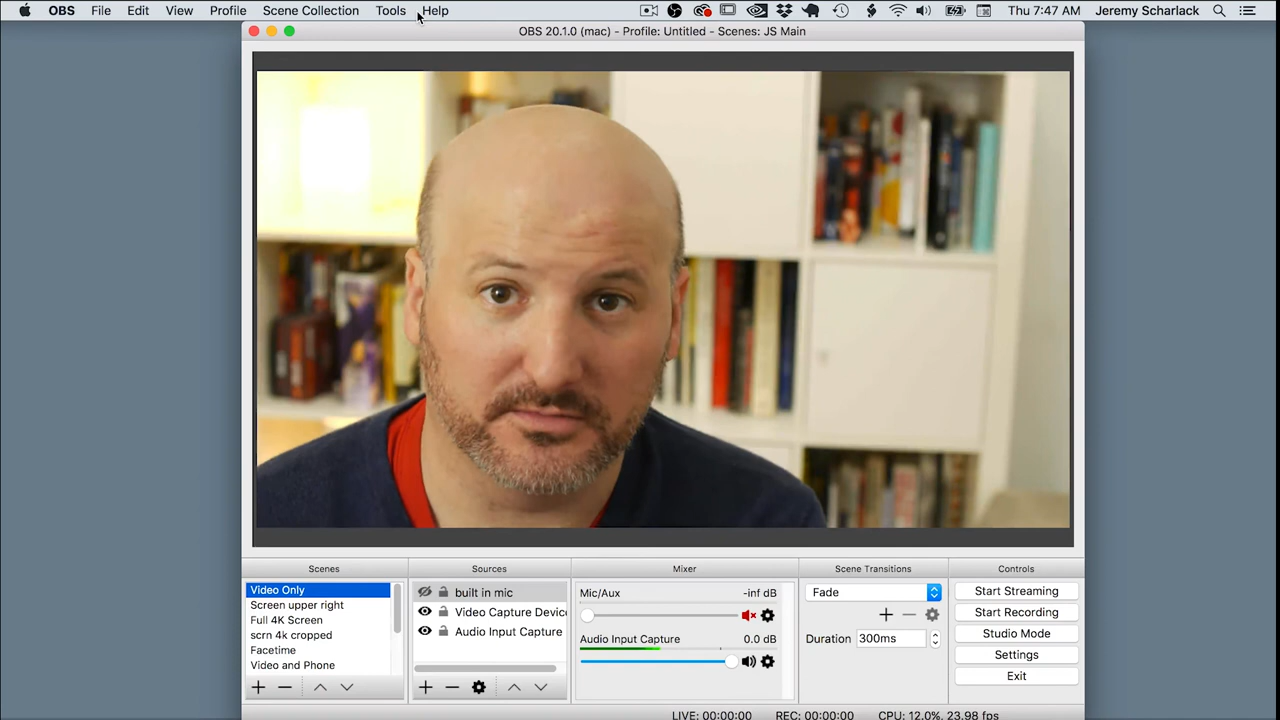 OBS File Edit View Profile Scene Collection Tools Help Thu 7:47 AM Jeremy Scharlack
OBS 20.1.0 (mac) - Profile: Untitled - Scenes: JS Main
Scenes Sources Mixer Scene Transitions Controls
Video Only
Screen upper right
Full 4K Screen
scrn 4k cropped
Facetime
Video and Phone
built in mic
Video Capture Devic
Audio Input Capture
Mic/Aux -inf dB
Audio Input Capture 0.0 dB
Fade
Duration 300ms
Start Streaming
Start Recording
Studio Mode
Settings
Exit
LIVE: 00:00:00 REC: 00:00:00 CPU: 12.0%, 23.98 fps